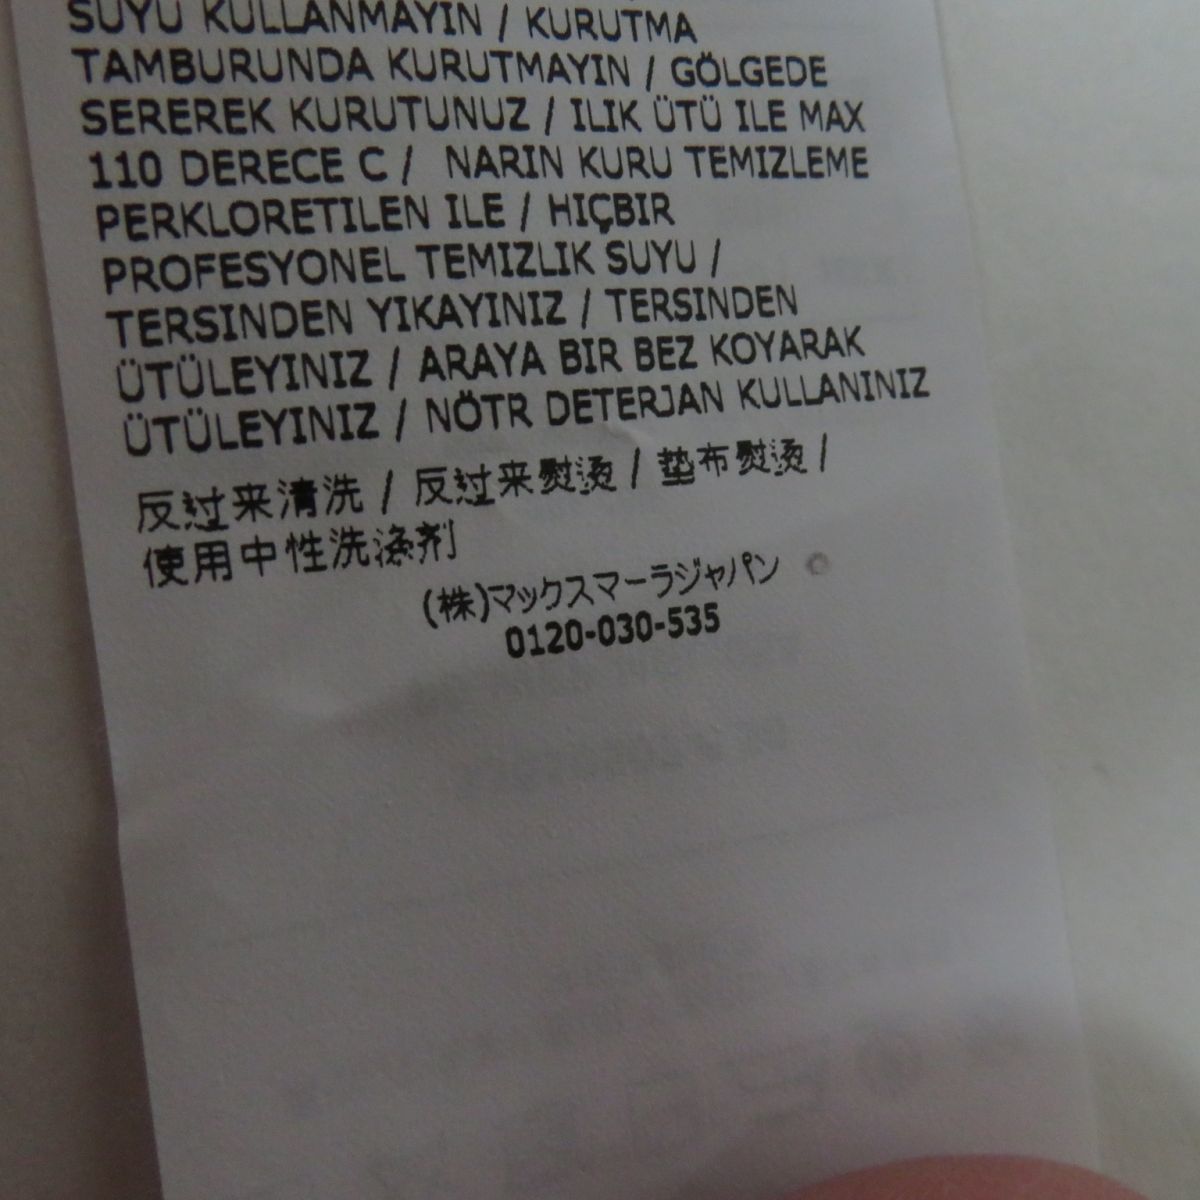 SUYU KULLANMAYIN / KURUTMA
TAMBURUNDA KURUTMAYIN / GÖLGEDE
SEREREK KURUTUNUZ / ILIK ÜTÜ ILE MAX
110 DERECE C / NARIN KURU TEMIZLEME
PERKLORETILEN ILE / HIÇBIR
PROFESYONEL TEMIZLIK SUYU /
TERSINDEN YIKAYINIZ / TERSINDEN
ÜTÜLEYINIZ / ARAYA BIR BEZ KOYARAK
ÜTÜLEYINIZ / NÖTR DETERJAN KULLANINIZ
反过来清洗 / 反过来熨烫 / 垫布熨烫 /
使用中性洗涤剂
(株)マックスマーラジャパン
0120-030-535